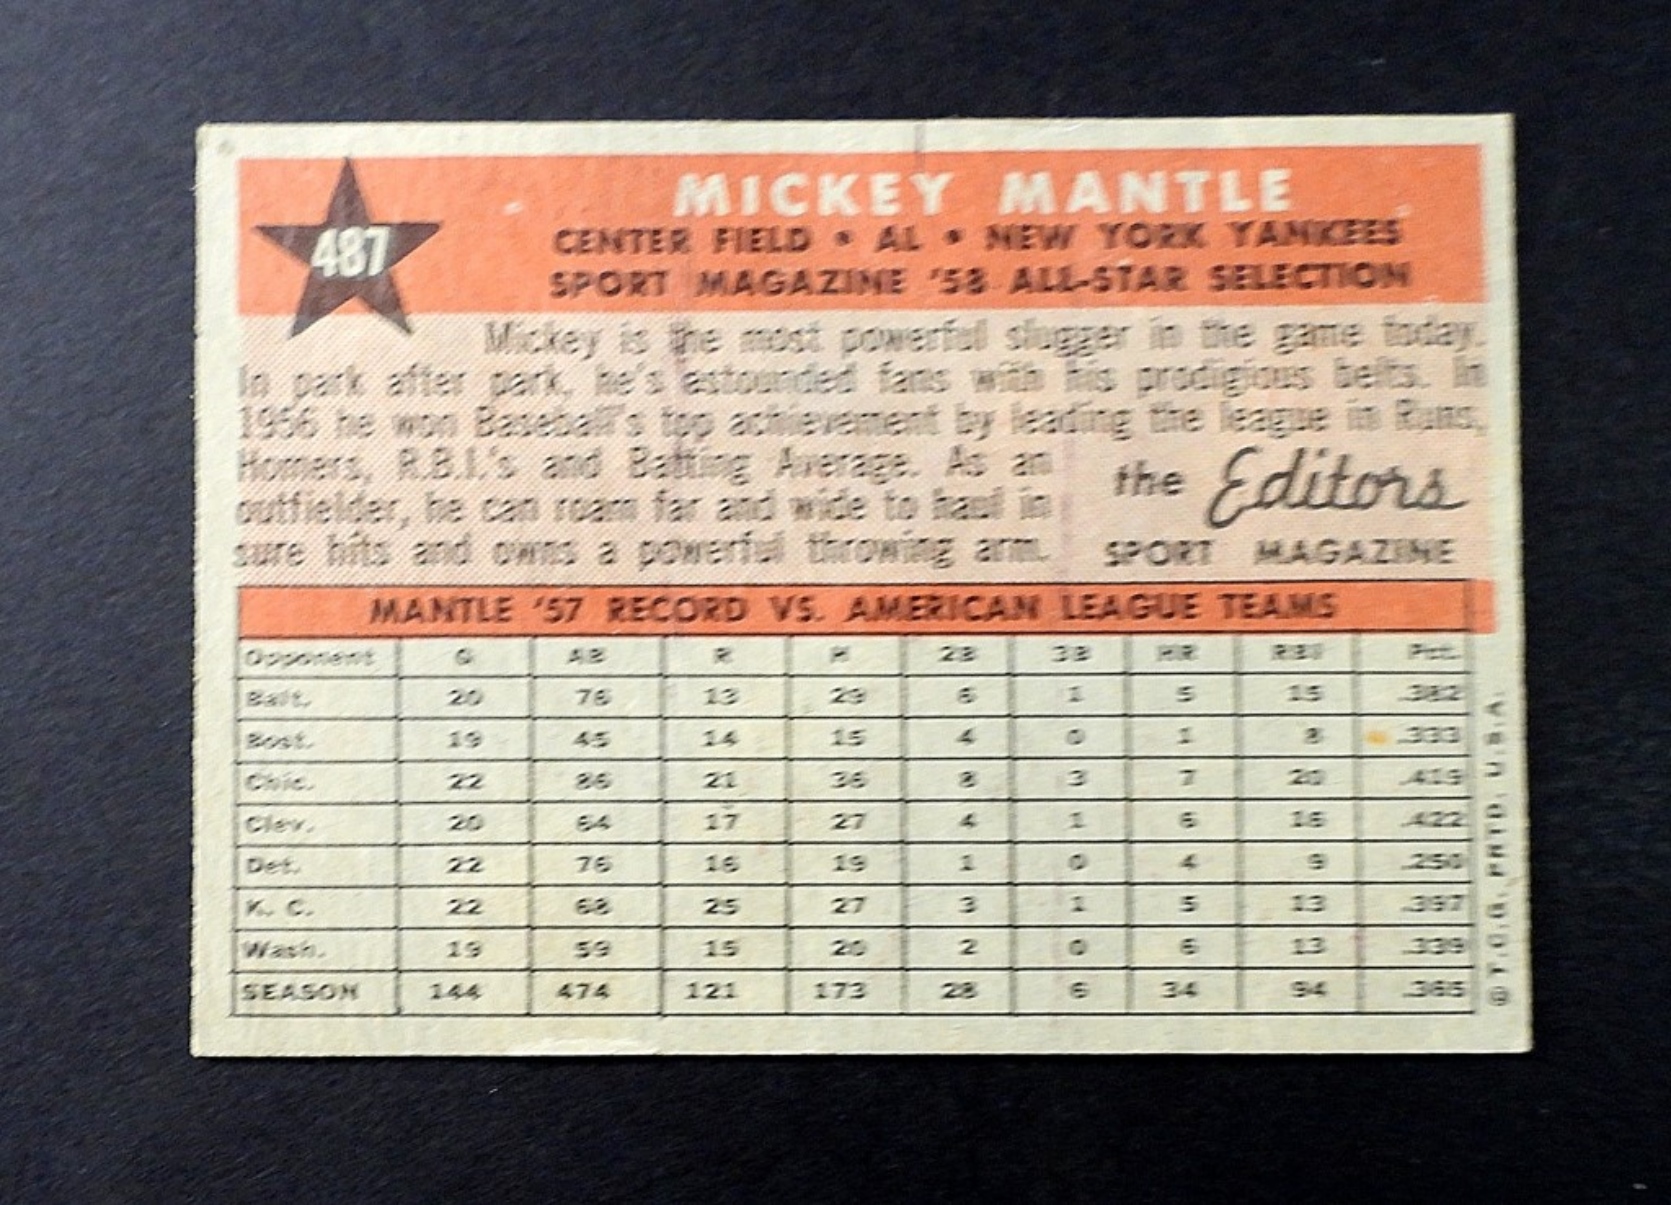 487
MICKEY MANTLE
CENTER FIELD • AL • NEW YORK YANKEES
SPORT MAGAZINE '58 ALL-STAR SELECTION
Mickey is the most powerful slugger in the game today.
In park after park, he's astounded fans with his prodigious belts. In
1956 he won Baseball's top achievement by leading the league in Runs,
Homers, R.B.I.'s and Batting Average. As an
outfielder, he can roam far and wide to haul in
sure hits and owns a powerful throwing arm.
the Editors
SPORT MAGAZINE
MANTLE '57 RECORD VS. AMERICAN LEAGUE TEAMS
Opponent G AB R H 2B 3B HR RBI Pct.
Balt. 20 76 13 29 6 1 5 15 .382
Bost. 19 45 14 15 4 0 1 8 .333
Chic. 22 86 21 36 8 3 7 20 .419
Clev. 20 64 17 27 4 1 6 16 .422
Det. 22 76 16 19 1 0 4 9 .250
K. C. 22 68 25 27 3 1 5 13 .397
Wash. 19 59 15 20 2 0 6 13 .339
SEASON 144 474 121 173 28 6 34 94 .365
© T.C.G. PRTD. U.S.A.